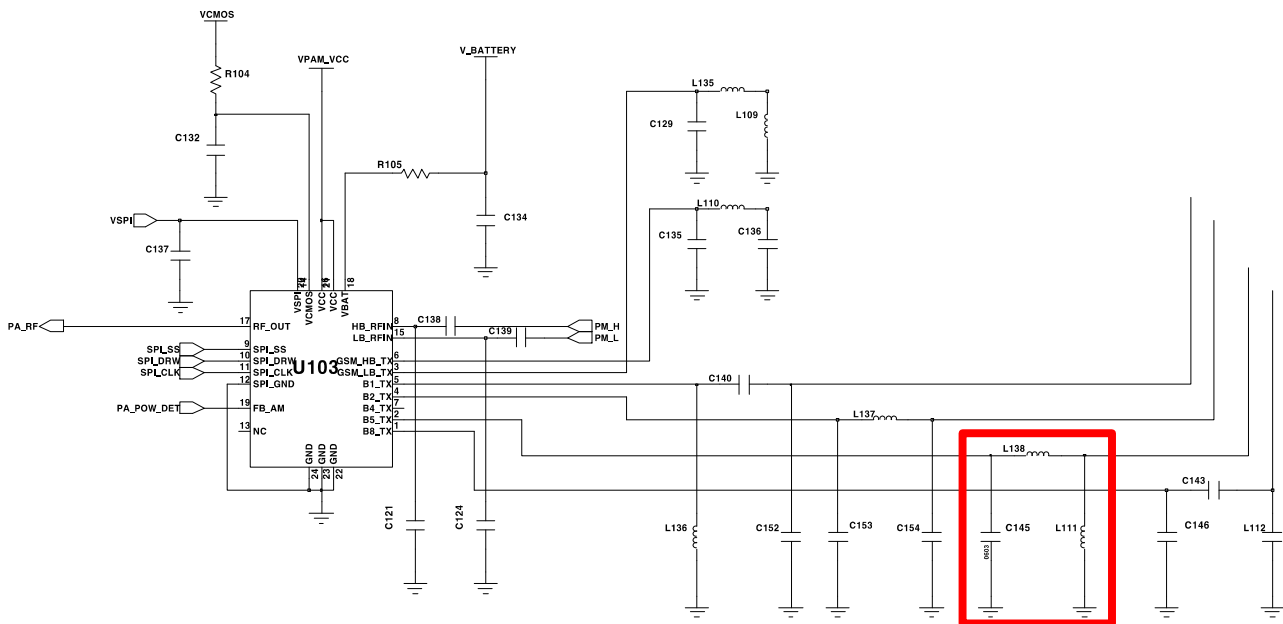 VCMOS
VPAM_VCC
V_BATTERY
R104
L135
C129
L109
C132
R105
L110
C134
C135
C136
VSPI
C137
VSPI
VCMOS
VCC
VCC
VBAT
21
18
PA_RF
17
RF_OUT
HB_RFIN
8
C138
PM_H
LB_RFIN
15
C139
PM_L
SPI_SS
9
SPI_SS
SPI_DRW
10
SPI_DRW
GSM_HB_TX
6
SPI_CLK
11
SPI_CLK
U103
GSM_LB_TX
3
12
SPI_GND
B1_TX
5
C140
B2_TX
4
PA_POW_DET
19
FB_AM
B4_TX
7
B5_TX
2
L137
13
NC
B8_TX
1
GND
GND
GND
24
23
22
L138
C143
C121
C124
L136
C152
C153
C154
C145
0603
L111
C146
L112